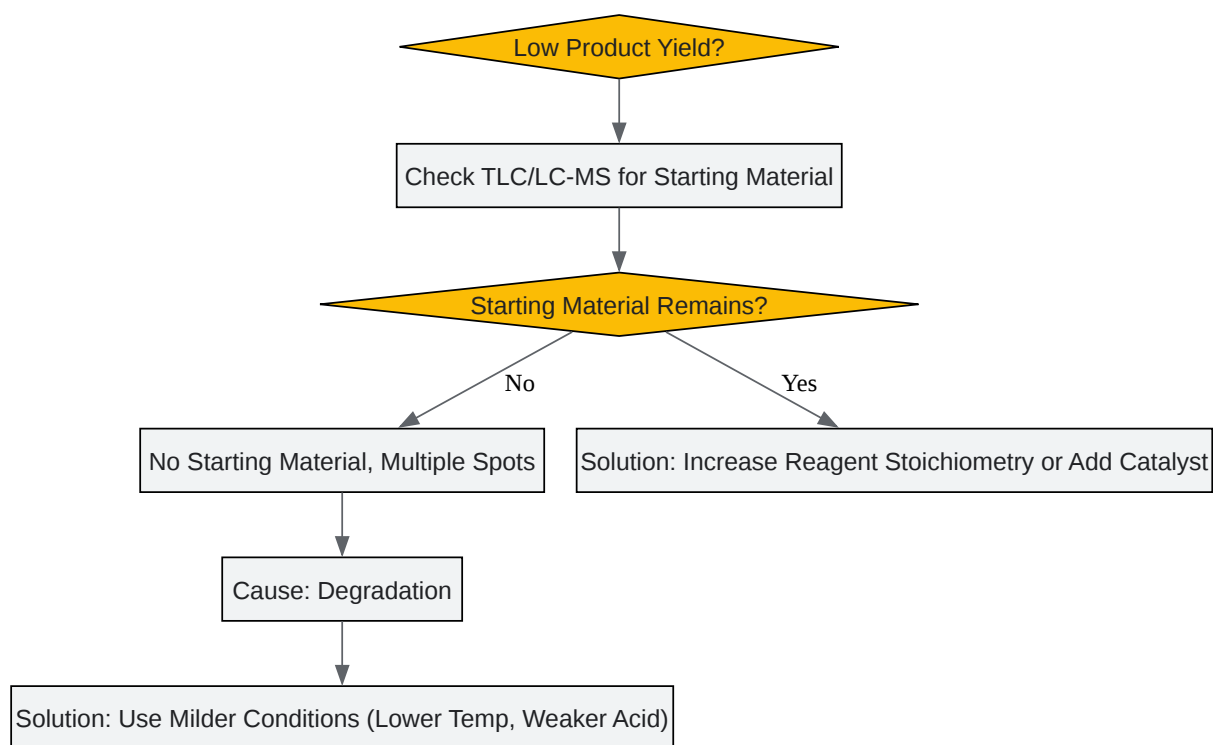 Low Product Yield?
Check TLC/LC-MS for Starting Material
Starting Material Remains?
No
Yes
No Starting Material, Multiple Spots
Solution: Increase Reagent Stoichiometry or Add Catalyst
Cause: Degradation
Solution: Use Milder Conditions (Lower Temp, Weaker Acid)